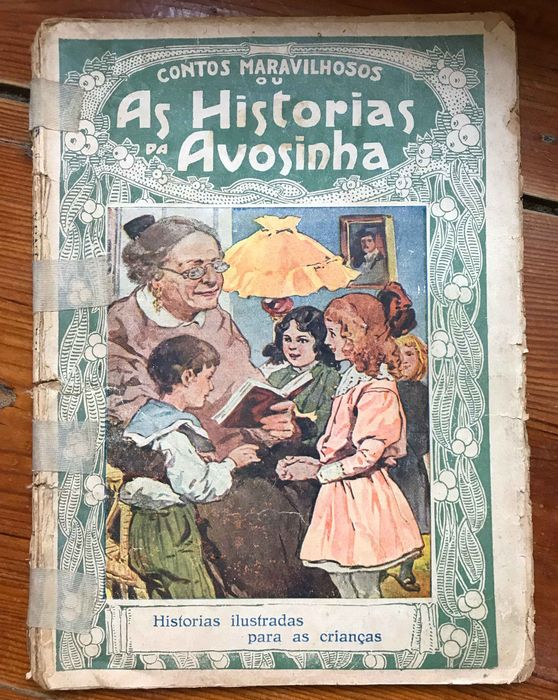 CONTOS MARAVILHOSOS
OU
AS HISTORIAS
DA AVOSINHA
Historias ilustradas
para as crianças